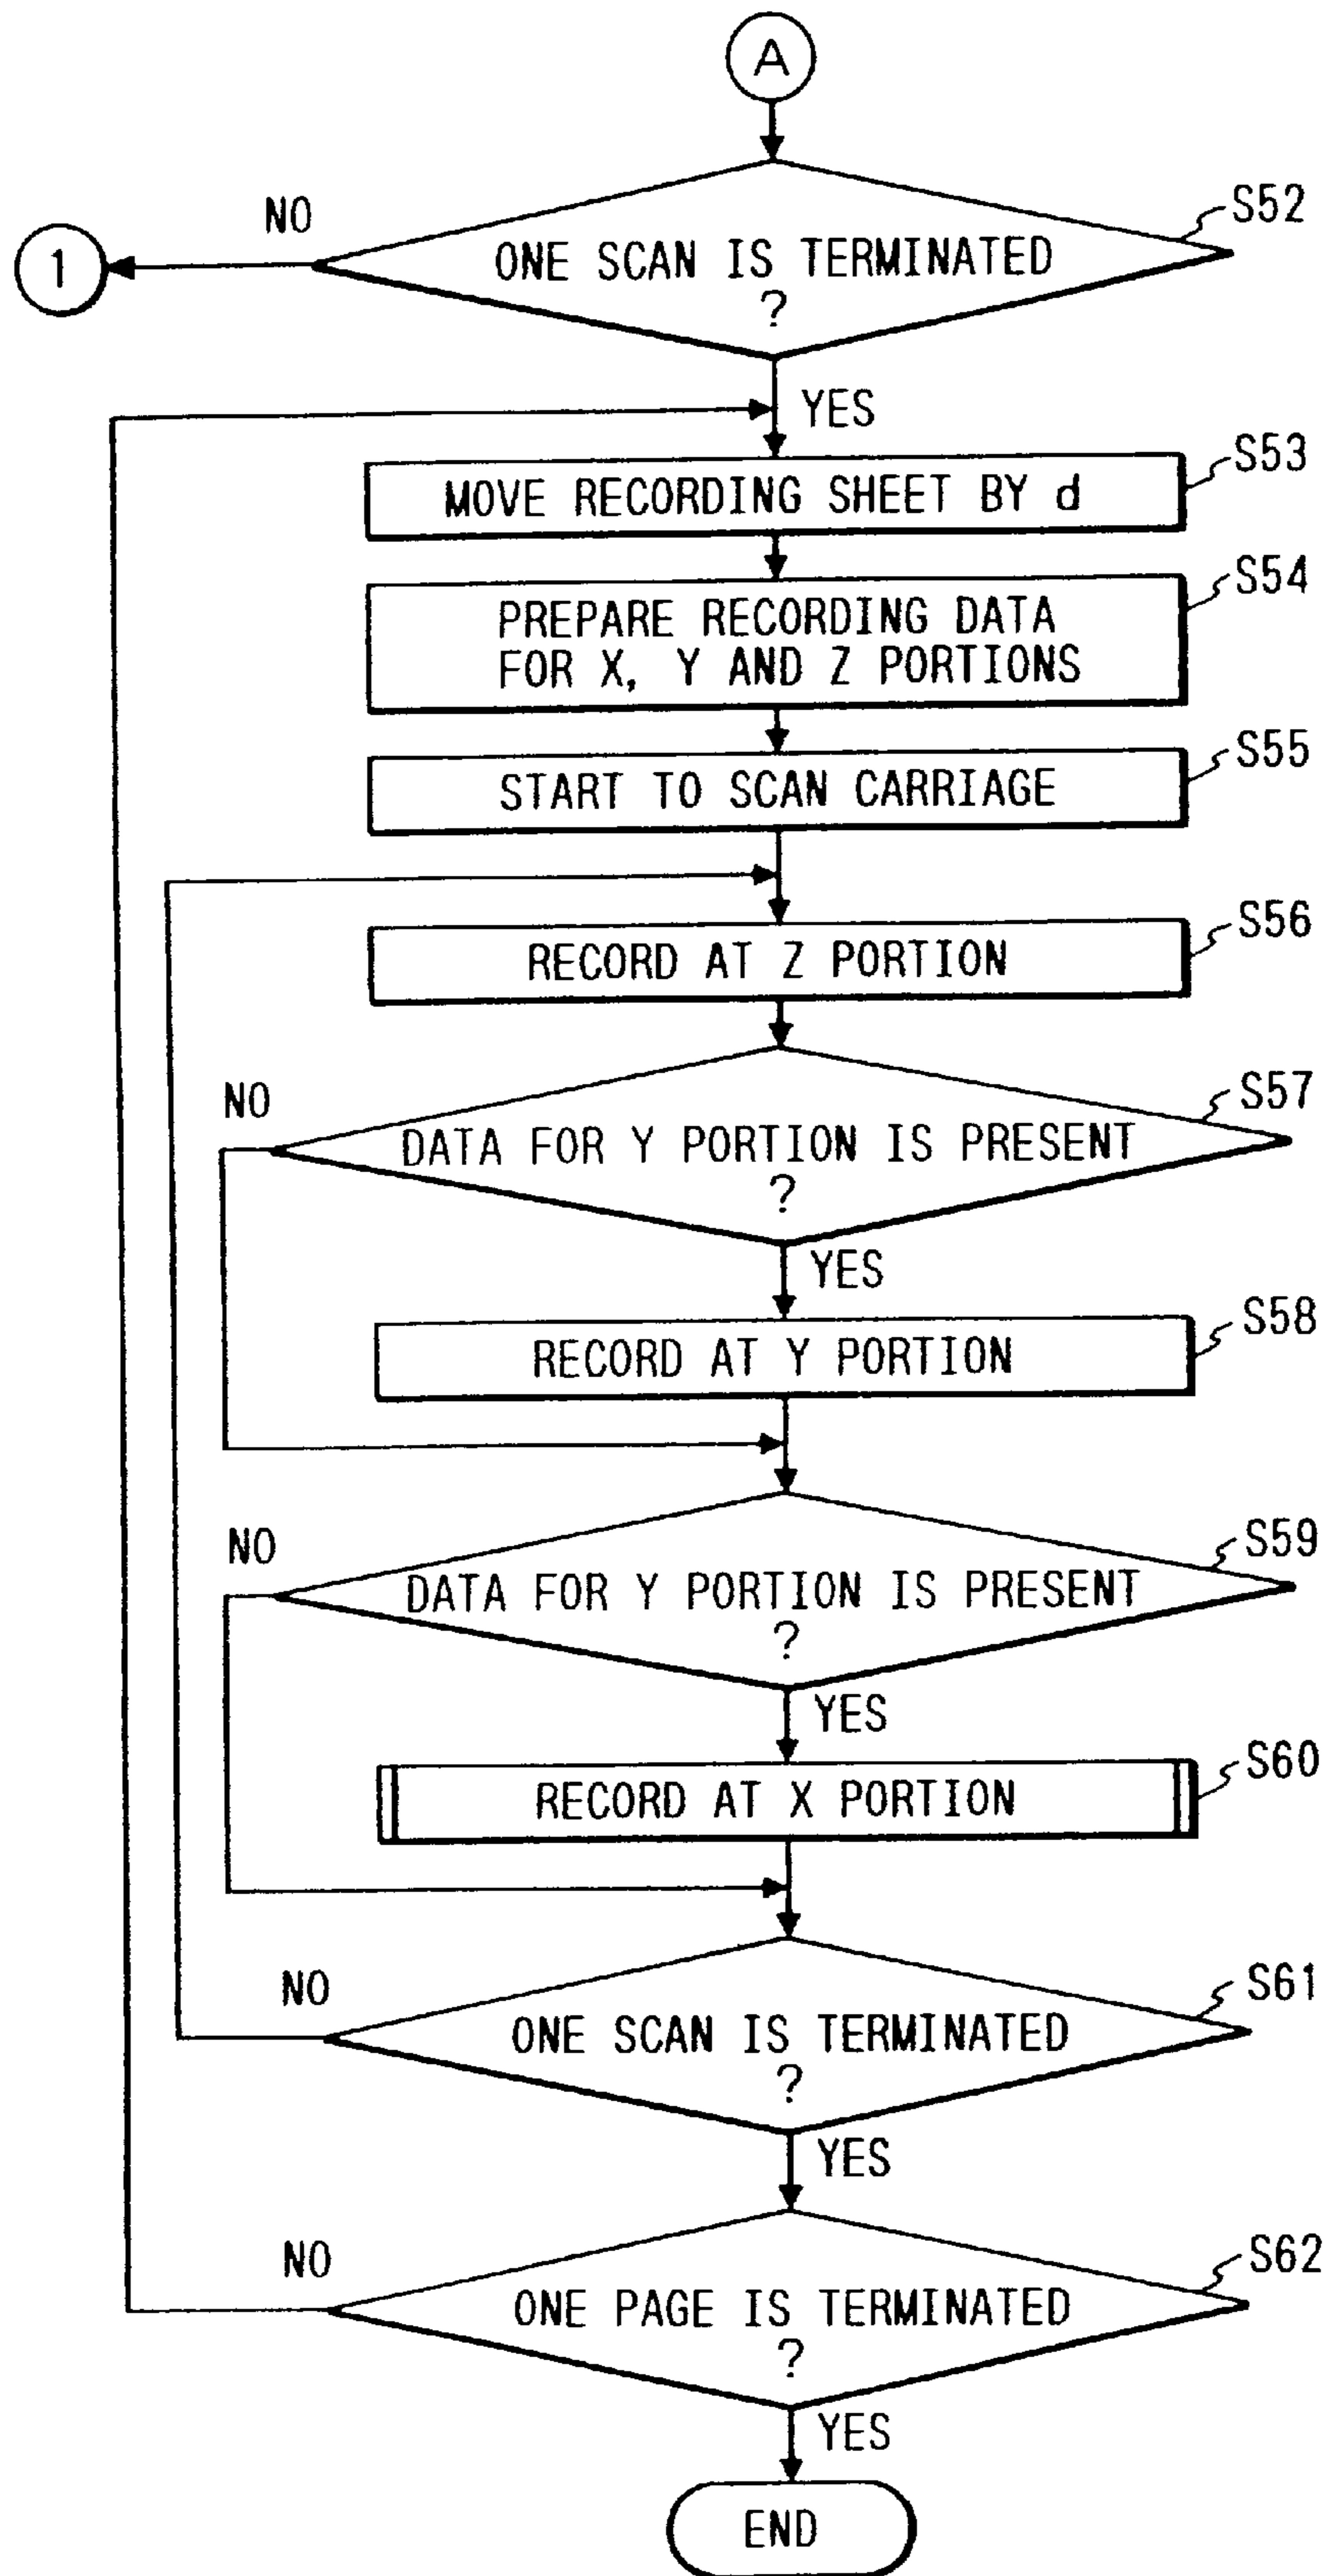 A
NO
S52
1
ONE SCAN IS TERMINATED
?
YES
S53
MOVE RECORDING SHEET BY d
S54
PREPARE RECORDING DATA
FOR X, Y AND Z PORTIONS
S55
START TO SCAN CARRIAGE
S56
RECORD AT Z PORTION
NO
S57
DATA FOR Y PORTION IS PRESENT
?
YES
S58
RECORD AT Y PORTION
NO
S59
DATA FOR Y PORTION IS PRESENT
?
YES
S60
RECORD AT X PORTION
NO
S61
ONE SCAN IS TERMINATED
?
YES
NO
S62
ONE PAGE IS TERMINATED
?
YES
END